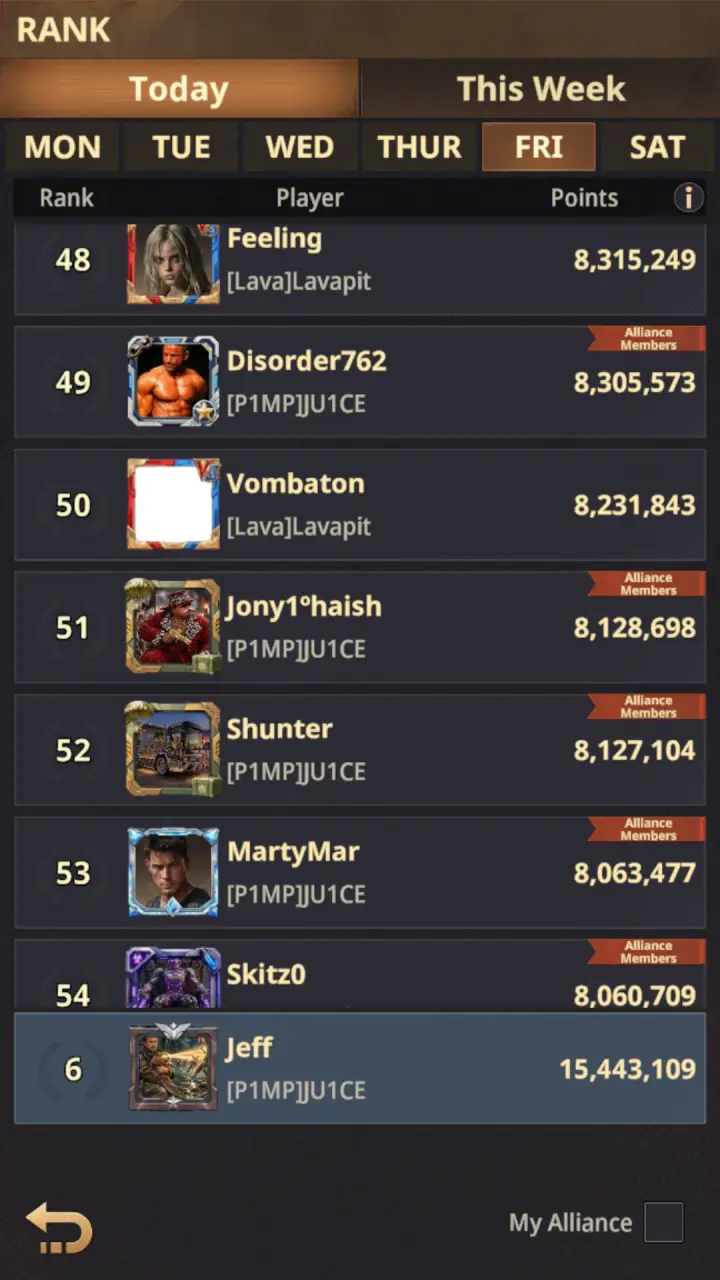 RANK
Today This Week
MON TUE WED THUR FRI SAT
Rank Player Points i
48 Feeling 8,315,249
[Lava]Lavapit
Alliance Members
49 Disorder762 8,305,573
[P1MP]JU1CE
50 Vombaton 8,231,843
[Lava]Lavapit
Alliance Members
51 Jony1ºhaish 8,128,698
[P1MP]JU1CE
Alliance Members
52 Shunter 8,127,104
[P1MP]JU1CE
Alliance Members
53 MartyMar 8,063,477
[P1MP]JU1CE
Alliance Members
54 Skitz0 8,060,709
6 Jeff 15,443,109
[P1MP]JU1CE
My Alliance